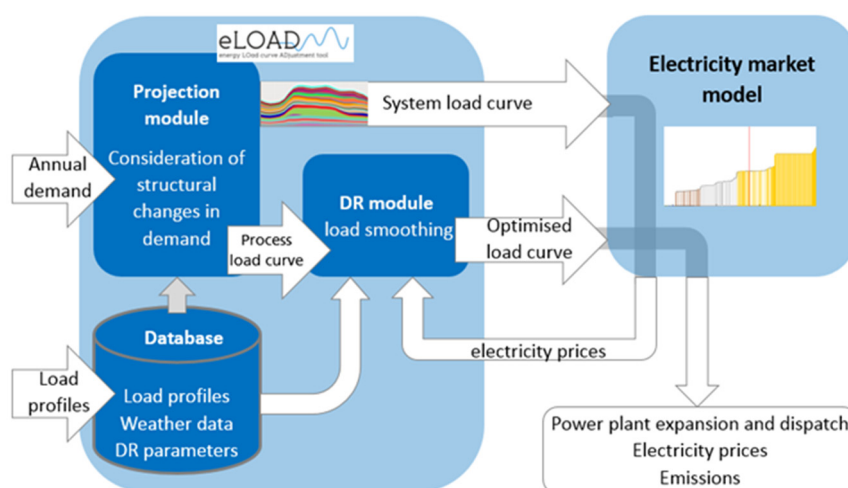 eLOAD
energy LOad curve ADjustment tool
Projection
module
Consideration of
structural
changes in
demand
Annual
demand
System load curve
Electricity market
model
DR module
load smoothing
Process
load curve
Optimised
load curve
Database
Load profiles
Weather data
DR parameters
Load
profiles
electricity prices
Power plant expansion and dispatch
Electricity prices
Emissions